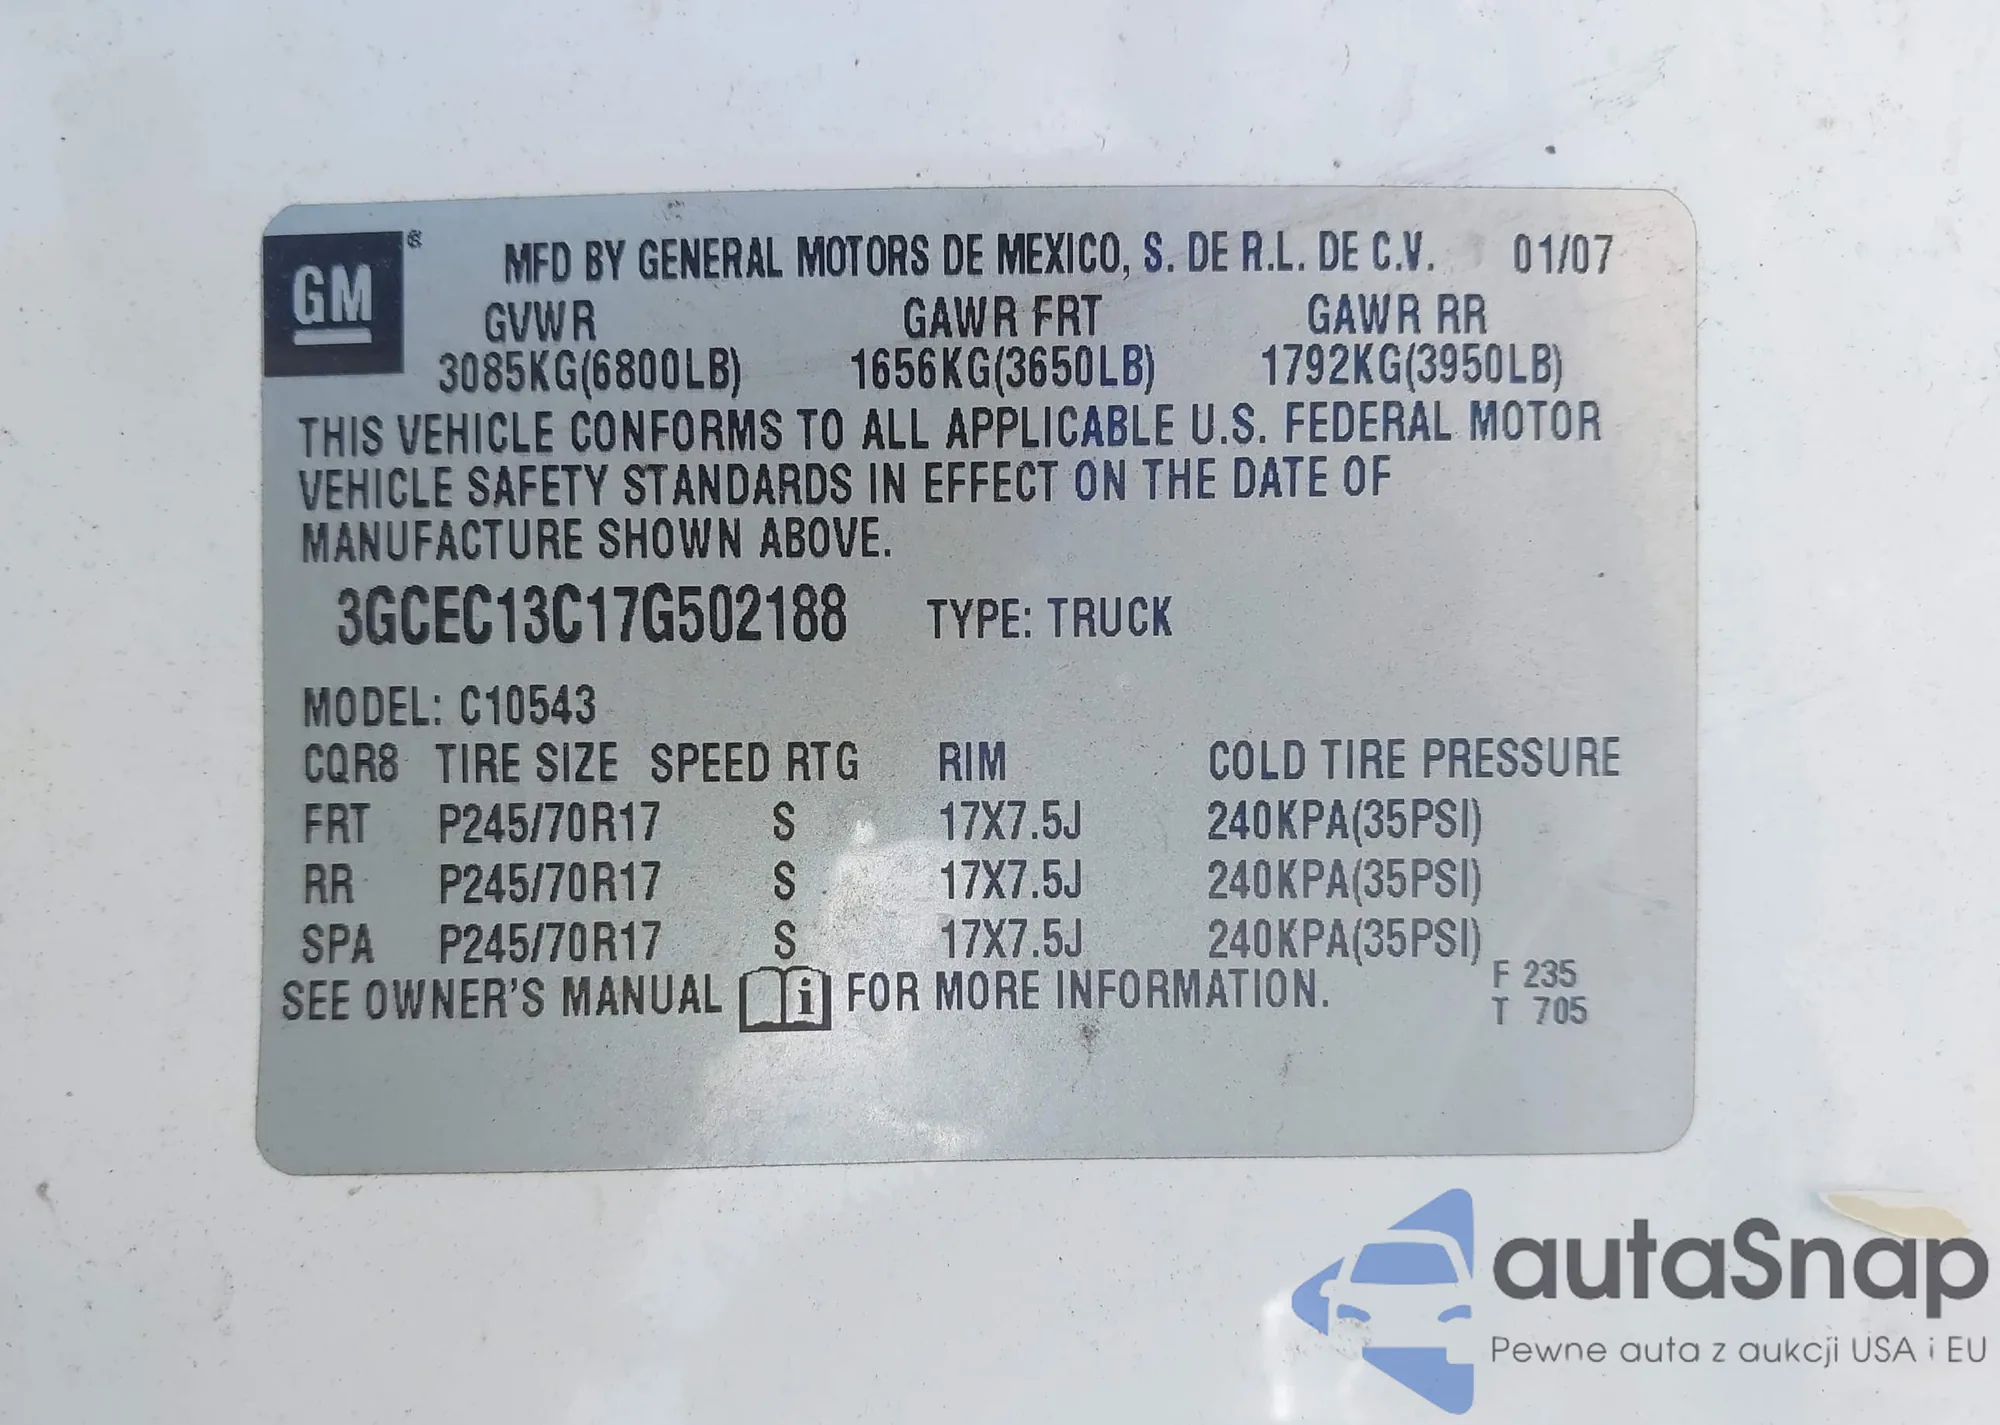 GM®
MFD BY GENERAL MOTORS DE MEXICO, S. DE R.L. DE C.V. 01/07
GVWR GAWR FRT GAWR RR
3085KG(6800LB) 1656KG(3650LB) 1792KG(3950LB)
THIS VEHICLE CONFORMS TO ALL APPLICABLE U.S. FEDERAL MOTOR
VEHICLE SAFETY STANDARDS IN EFFECT ON THE DATE OF
MANUFACTURE SHOWN ABOVE.
3GCEC13C17G502188 TYPE: TRUCK
MODEL: C10543
CQR8 TIRE SIZE SPEED RTG RIM COLD TIRE PRESSURE
FRT P245/70R17 S 17X7.5J 240KPA(35PSI)
RR P245/70R17 S 17X7.5J 240KPA(35PSI)
SPA P245/70R17 S 17X7.5J 240KPA(35PSI)
SEE OWNER'S MANUAL i FOR MORE INFORMATION.
F 235
T 705
autaSnap
Pewne auta z aukcji USA i EU